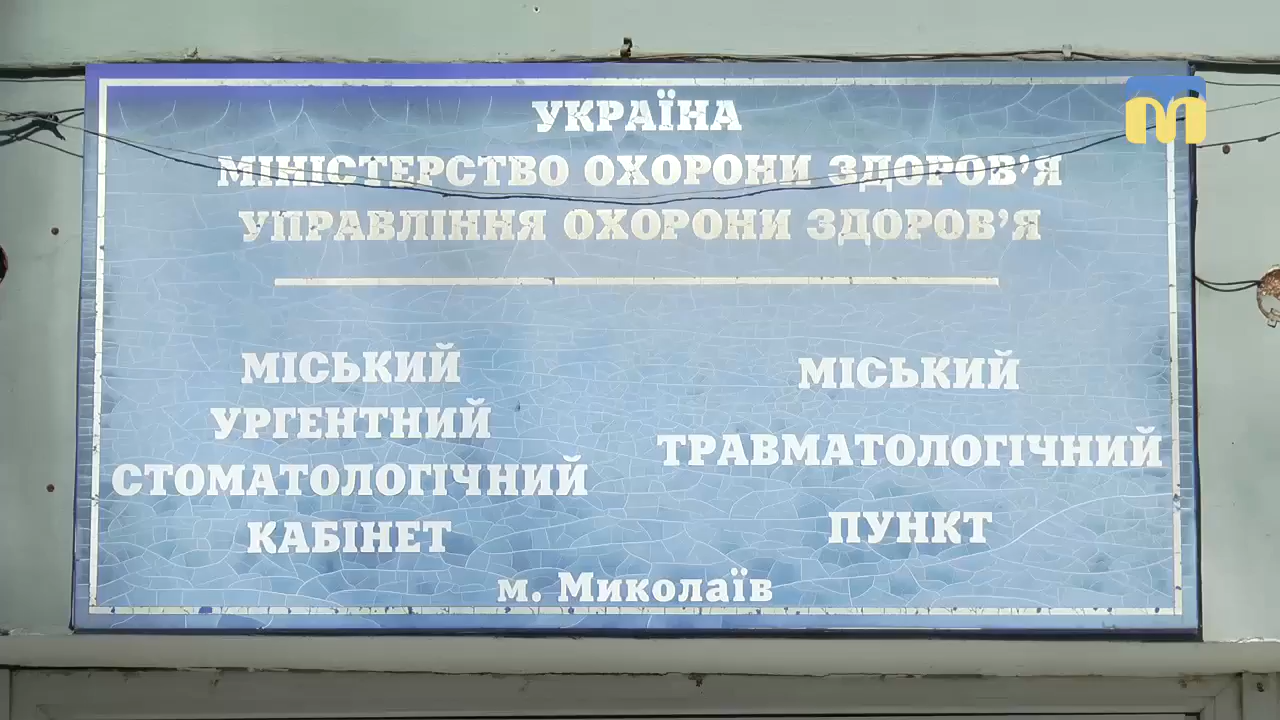 УКРАЇНА
МІНІСТЕРСТВО ОХОРОНИ ЗДОРОВ’Я
УПРАВЛІННЯ ОХОРОНИ ЗДОРОВ’Я
МІСЬКИЙ
УРГЕНТНИЙ
СТОМАТОЛОГІЧНИЙ
КАБІНЕТ
МІСЬКИЙ
ТРАВМАТОЛОГІЧНИЙ
ПУНКТ
м. Миколаїв